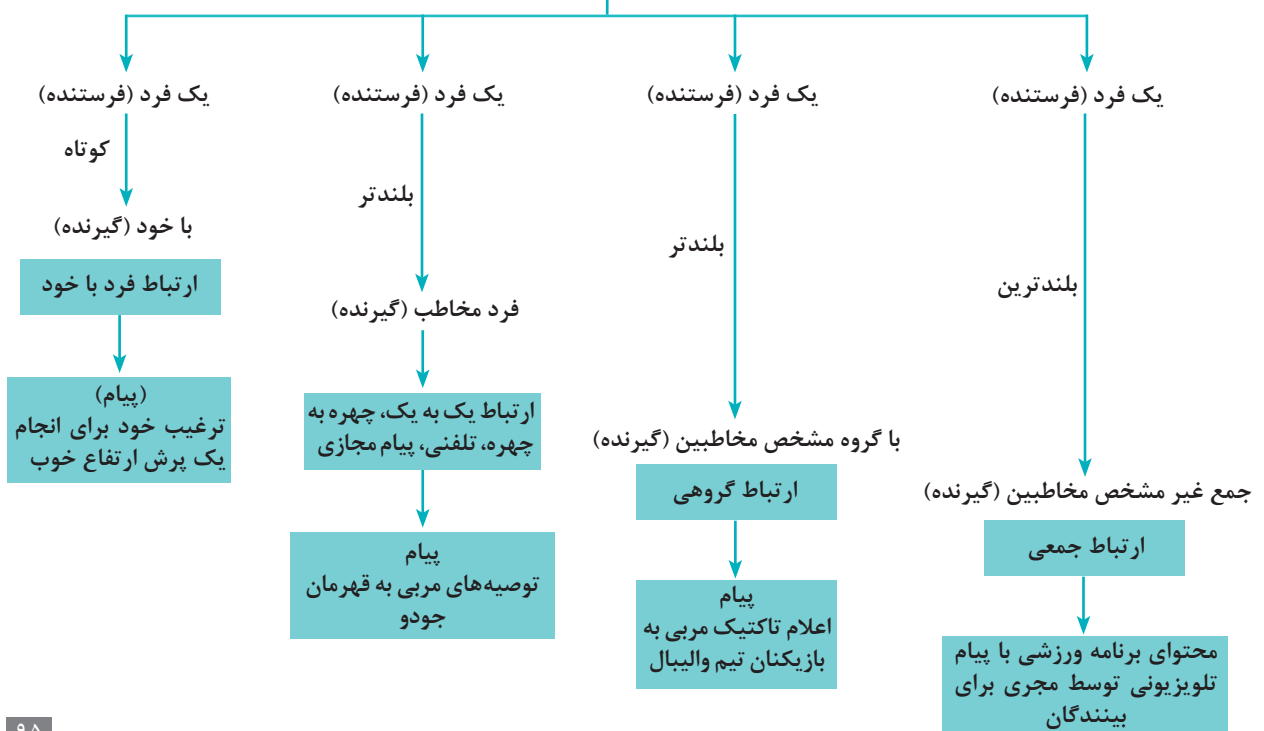 یک فرد (فرستنده)
بلندترین
جمع غیر مشخص مخاطبین (گیرنده)
ارتباط جمعی
محتوای برنامه ورزشی با پیام
تلویزیونی توسط مجری برای
بینندگان
یک فرد (فرستنده)
بلندتر
با گروه مشخص مخاطبین (گیرنده)
ارتباط گروهی
پیام
اعلام تاکتیک مربی به
بازیکنان تیم والیبال
یک فرد (فرستنده)
بلندتر
فرد مخاطب (گیرنده)
ارتباط یک به یک، چهره به
چهره، تلفنی، پیام مجازی
پیام
توصیه‌های مربی به قهرمان
جودو
یک فرد (فرستنده)
کوتاه
با خود (گیرنده)
ارتباط فرد با خود
(پیام)
ترغیب خود برای انجام
یک پرش ارتفاع خوب
۹۵